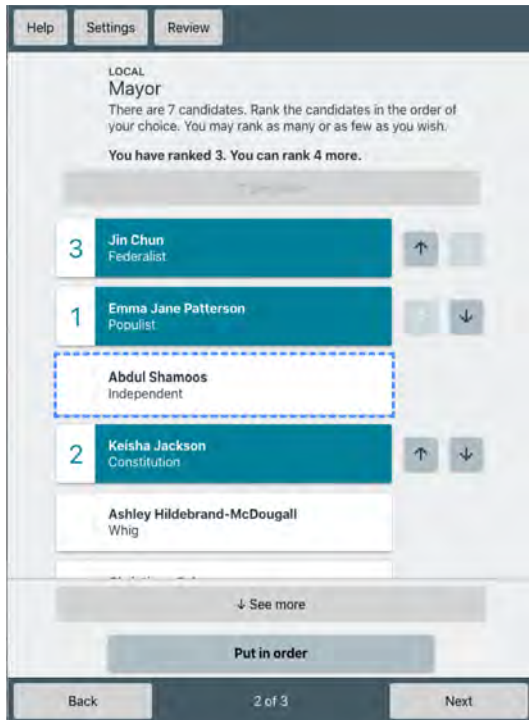 Help Settings Review
LOCAL
Mayor
There are 7 candidates. Rank the candidates in the order of
your choice. You may rank as many or as few as you wish.
You have ranked 3. You can rank 4 more.
3 Jin Chun
Federalist
1 Emma Jane Patterson
Populist
Abdul Shamoos
Independent
2 Keisha Jackson
Constitution
Ashley Hildebrand-McDougall
Whig
↓ See more
Put in order
Back 2 of 3 Next